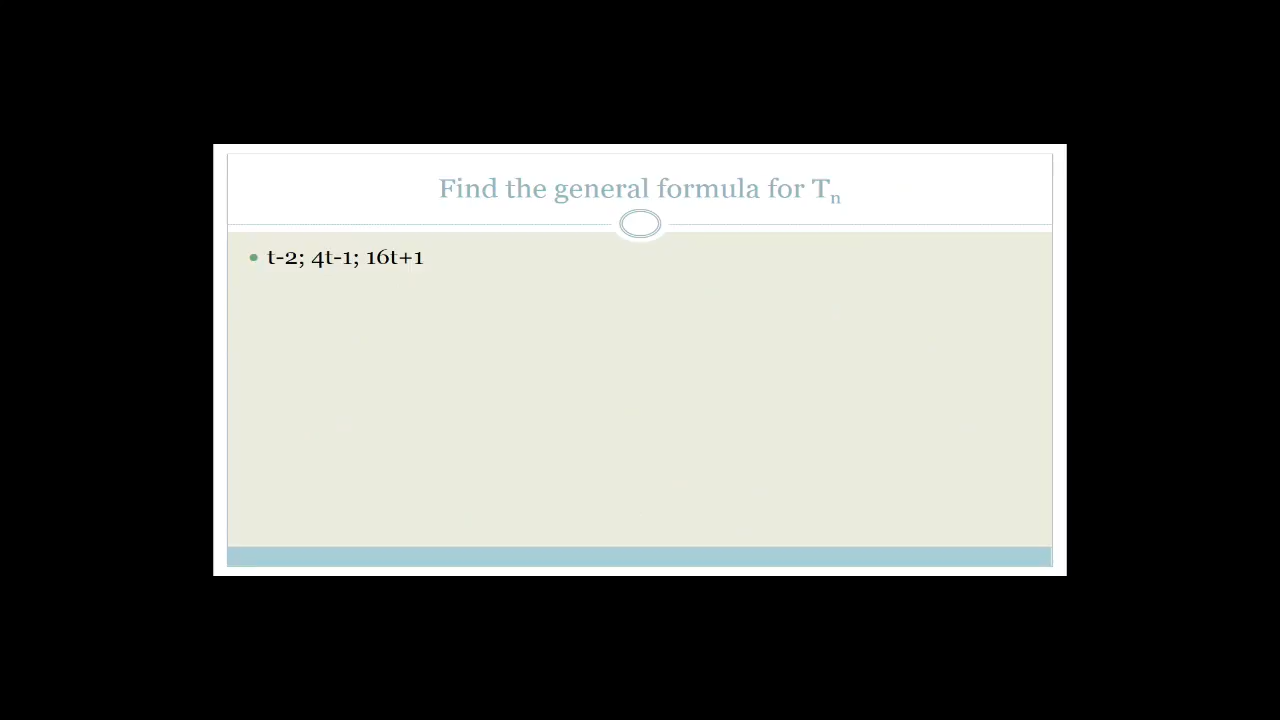 Find the general formula for Tₙ
• t-2; 4t-1; 16t+1